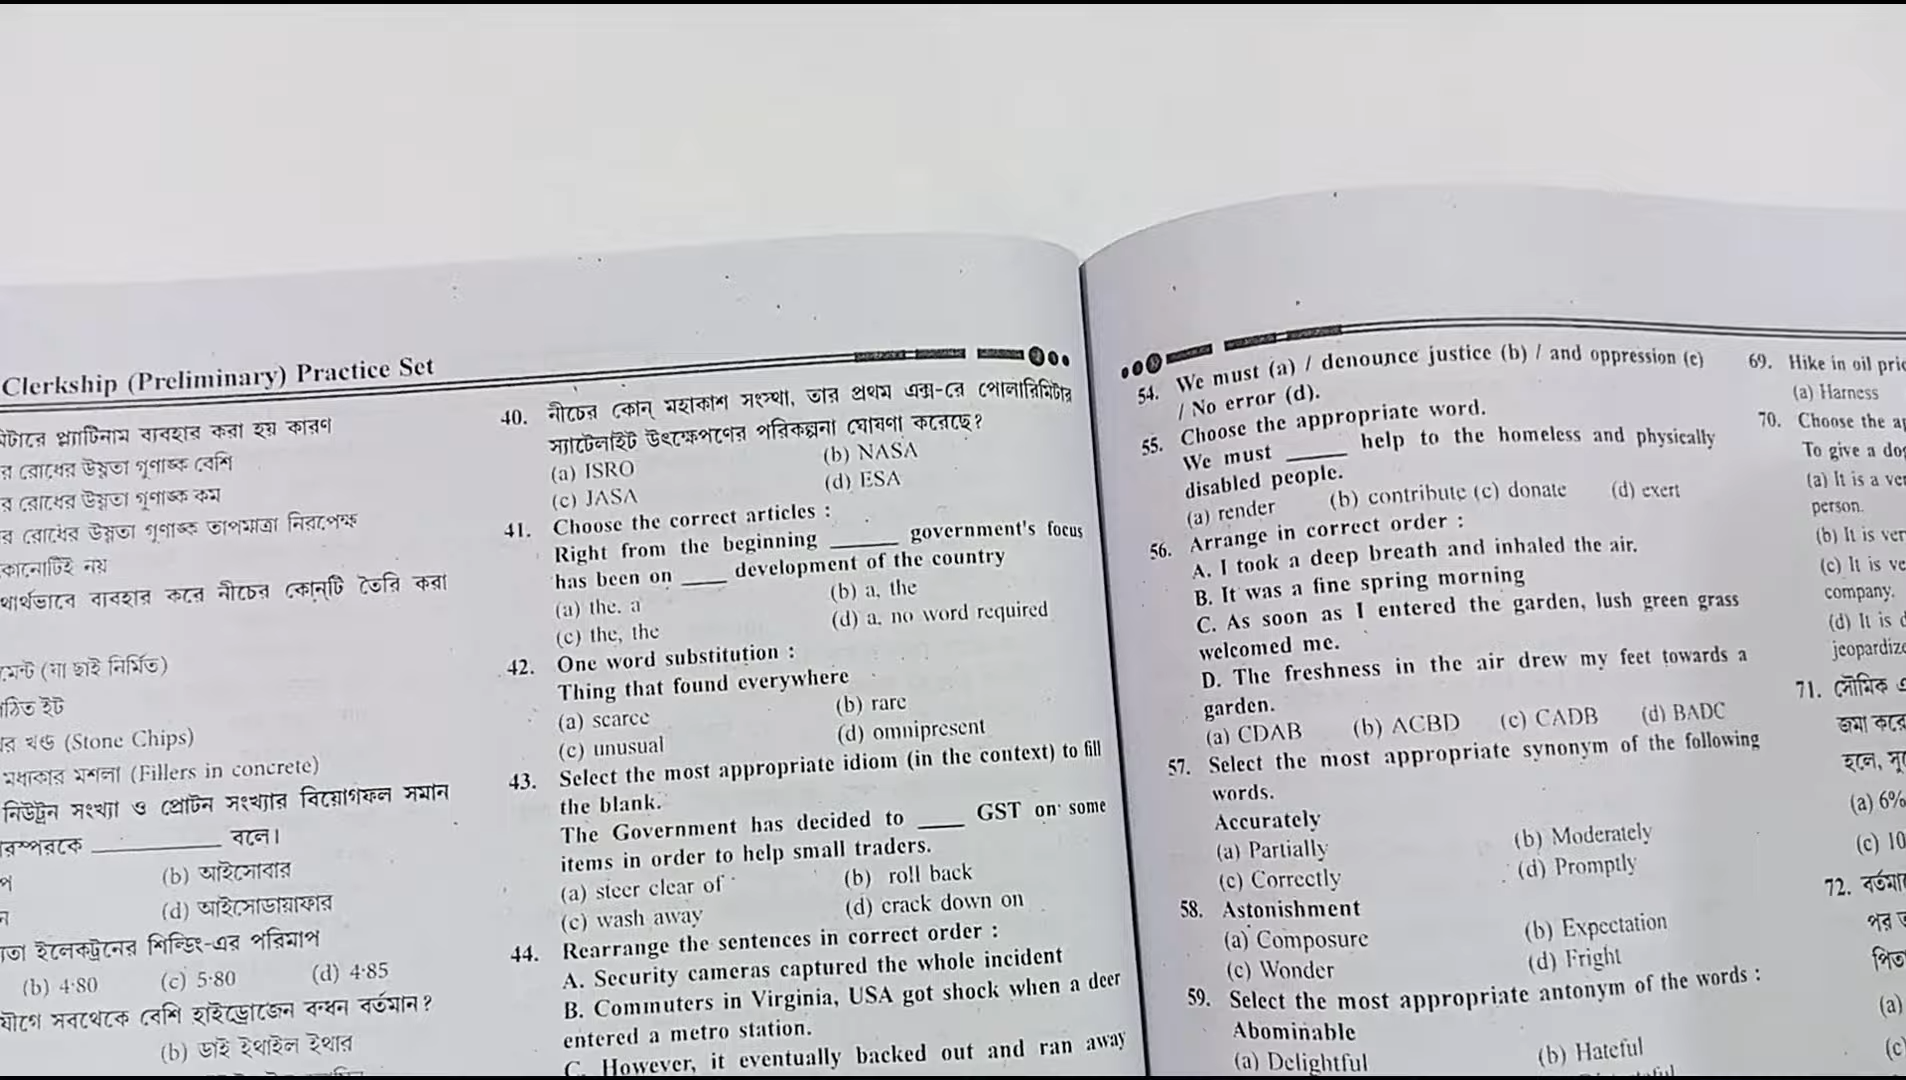 Clerkship (Preliminary) Practice Set
প্ল্যাটিনাম ব্যবহার করা হয় কারণ
রোধের উষ্ণতা গুণাঙ্ক বেশি
রোধের উষ্ণতা গুণাঙ্ক কম
রোধের উষ্ণতা গুণাঙ্ক তাপমাত্রা নিরপেক্ষ
নয়
ব্যবহার করে নীচের কোন্‌টি তৈরি করা
(যা ছাই নির্মিত)
ইট
খণ্ড (Stone Chips)
মশলা (Fillers in concrete)
নিউট্রন সংখ্যা ও প্রোটন সংখ্যার বিয়োগফল সমান
_____ বলে।
(b) আইসোবার
(d) আইসোডায়াফার
ইলেকট্রনের শিল্ডিং-এর পরিমাপ
(b) 4·80 (c) 5·80 (d) 4·85
সবথেকে বেশি হাইড্রোজেন বন্ধন বর্তমান?
(b) ডাই ইথাইল ইথার
40. নীচের কোন্ মহাকাশ সংস্থা, তার প্রথম এক্স-রে পোলারিমিটার
স্যাটেলাইট উৎক্ষেপণের পরিকল্পনা ঘোষণা করেছে?
(a) ISRO (b) NASA
(c) JASA (d) ESA
41. Choose the correct articles :
Right from the beginning _____ government's focus
has been on ____ development of the country
(a) the. a (b) a, the
(c) the, the (d) a, no word required
42. One word substitution :
Thing that found everywhere
(a) scarce (b) rare
(c) unusual (d) omnipresent
43. Select the most appropriate idiom (in the context) to fill
the blank.
The Government has decided to ____ GST on some
items in order to help small traders.
(a) steer clear of (b) roll back
(c) wash away (d) crack down on
44. Rearrange the sentences in correct order :
A. Security cameras captured the whole incident
B. Commuters in Virginia, USA got shock when a deer
entered a metro station.
C. However, it eventually backed out and ran away
54. We must (a) / denounce justice (b) / and oppression (c)
/ No error (d).
55. Choose the appropriate word.
We must _____ help to the homeless and physically
disabled people.
(a) render (b) contribute (c) donate (d) exert
56. Arrange in correct order :
A. I took a deep breath and inhaled the air.
B. It was a fine spring morning
C. As soon as I entered the garden, lush green grass
welcomed me.
D. The freshness in the air drew my feet towards a
garden.
(a) CDAB (b) ACBD (c) CADB (d) BADC
57. Select the most appropriate synonym of the following
words.
Accurately
(a) Partially (b) Moderately
(c) Correctly (d) Promptly
58. Astonishment
(a) Composure (b) Expectation
(c) Wonder (d) Fright
59. Select the most appropriate antonym of the words :
Abominable
(a) Delightful (b) Hateful
69. Hike in oil
(a) Harness
70. Choose the
To give a
(a) It is a
person.
(b) It is
(c) It is
company.
(d) It is
71. সৌমিক
জমা
হলে,
(a) 6%
(c) 10
72.
পর
(a)
(c)